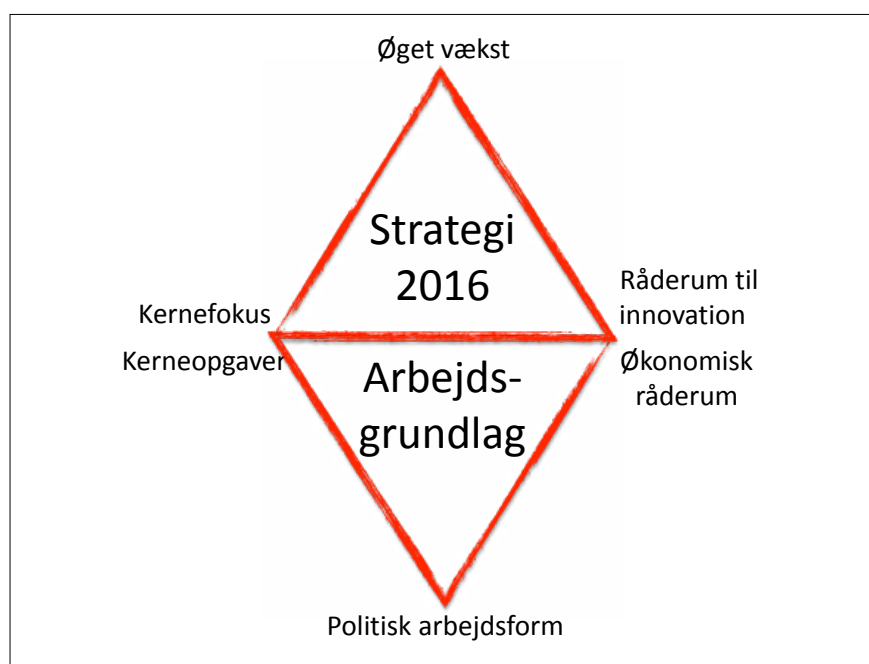 Øget vækst
Strategi
2016
Kernefokus
Råderum til
innovation
Kerneopgaver
Økonomisk
råderum
Arbejds-
grundlag
Politisk arbejdsform